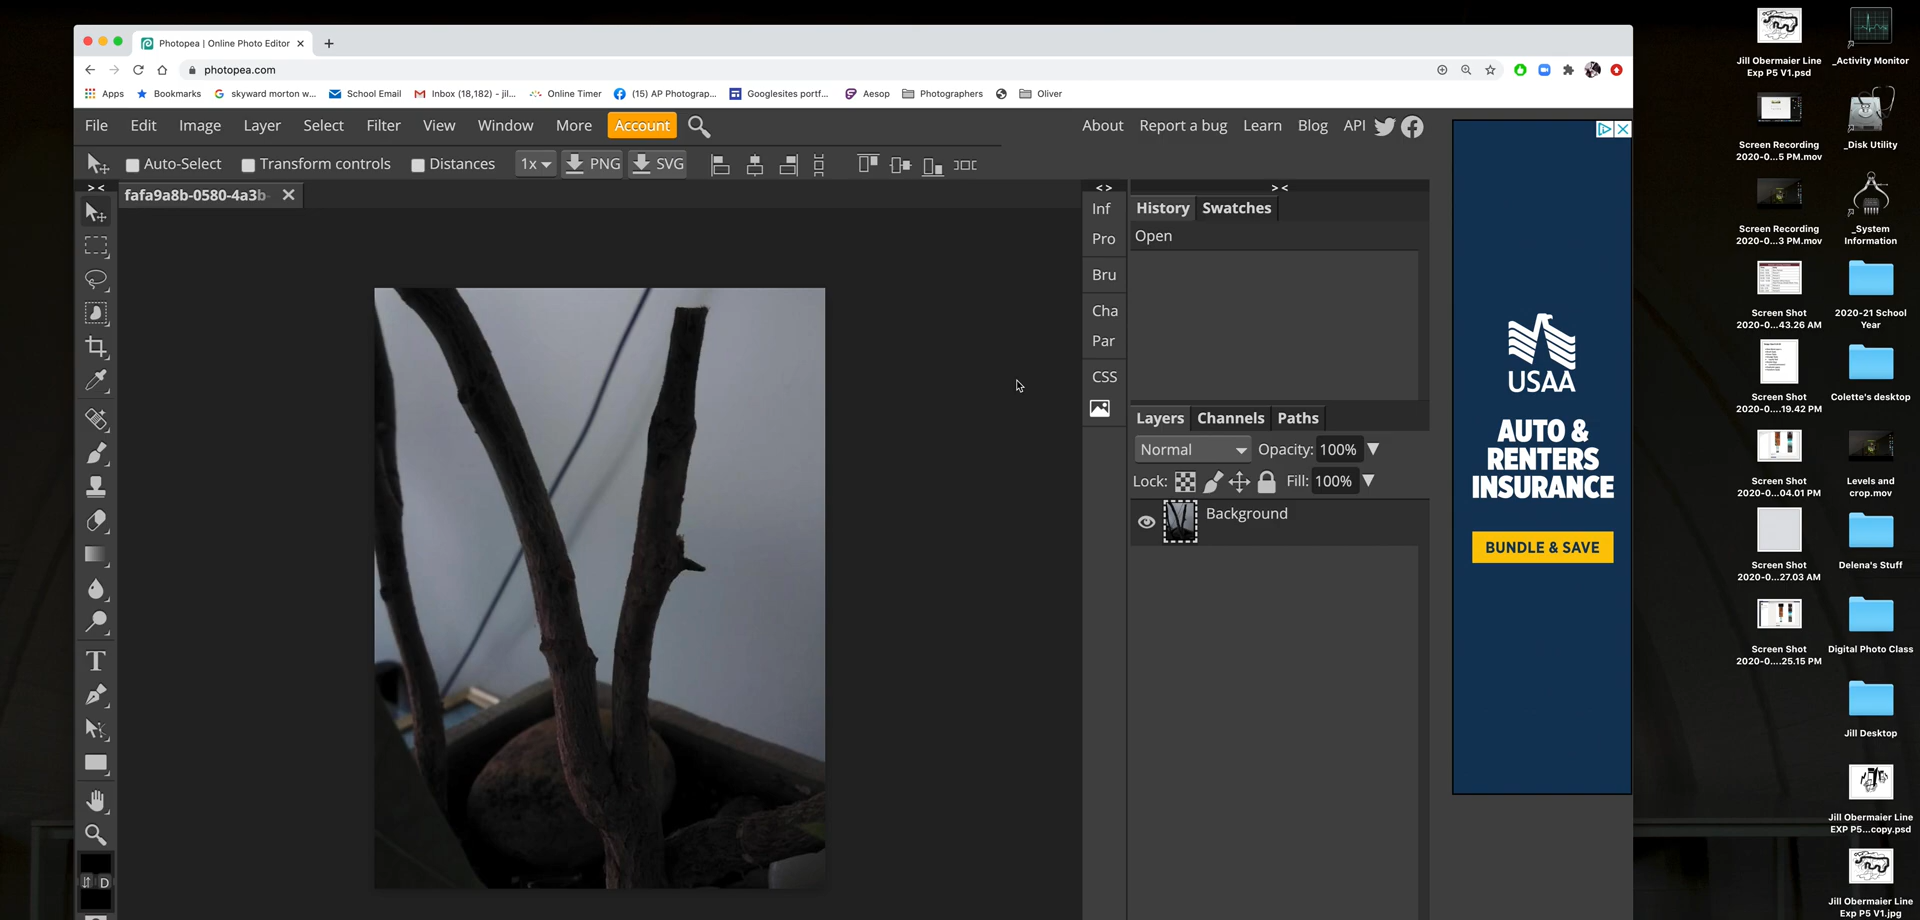 Photopea | Online Photo Editor
photopea.com
Apps
Bookmarks
skyward morton w...
School Email
Inbox (18,182) - jil...
Online Timer
(15) AP Photograp...
Googlesites portf...
Aesop
Photographers
Oliver
File
Edit
Image
Layer
Select
Filter
View
Window
More
Account
About
Report a bug
Learn
Blog
API
Auto-Select
Transform controls
Distances
1x
PNG
SVG
fafa9a8b-0580-4a3b-
T
D
Inf
Pro
Bru
Cha
Par
CSS
History
Swatches
Open
Layers
Channels
Paths
Normal
Opacity: 100%
Lock:
Fill: 100%
Background
USAA
AUTO &
RENTERS
INSURANCE
BUNDLE & SAVE
Jill Obermaier Line
Exp P5 V1.psd
_Activity Monitor
Screen Recording
2020-0...5 PM.mov
_Disk Utility
Screen Recording
2020-0...3 PM.mov
_System
Information
Screen Shot
2020-0...43.26 AM
2020-21 School
Year
Screen Shot
2020-0....19.42 PM
Colette's desktop
Screen Shot
2020-0....04.01 PM
Levels and
crop.mov
Screen Shot
2020-0...27.03 AM
Delena's Stuff
Screen Shot
2020-0....25.15 PM
Digital Photo Class
Jill Desktop
Jill Obermaier Line
EXP P5...copy.psd
Jill Obermaier Line
Exp P5 V1.jpg